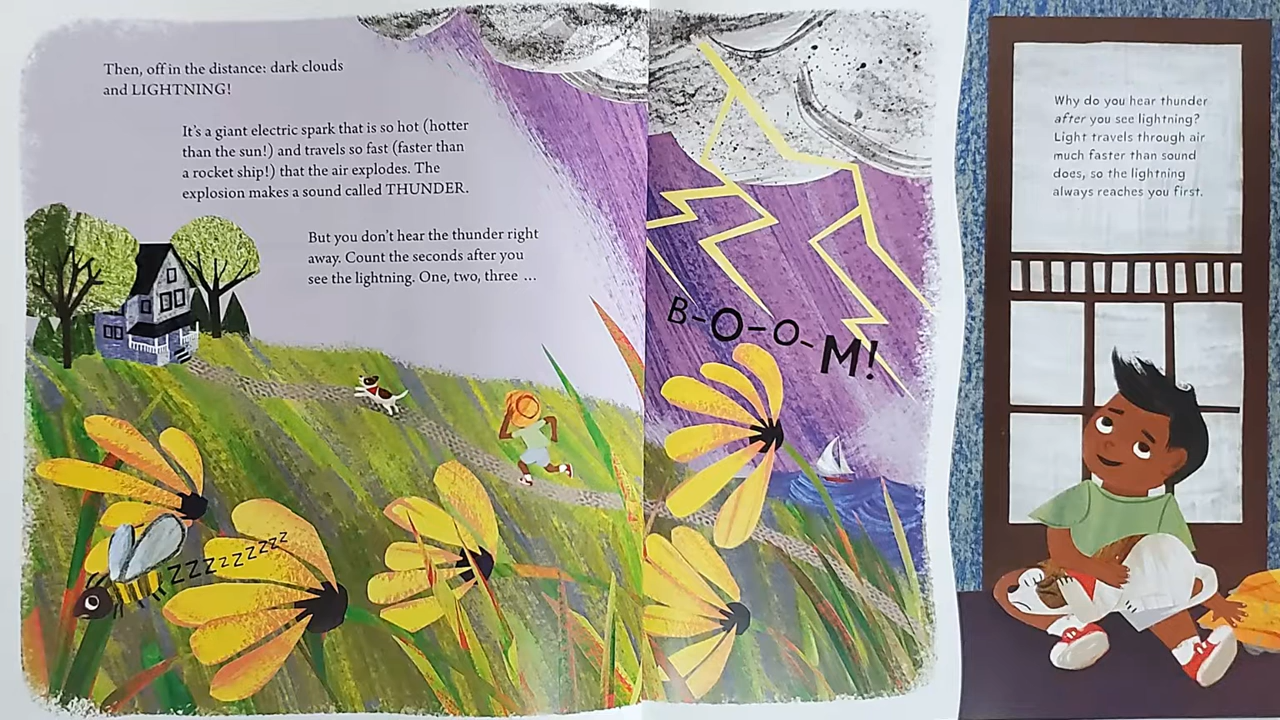 Then, off in the distance: dark clouds
and LIGHTNING!
It's a giant electric spark that is so hot (hotter
than the sun!) and travels so fast (faster than
a rocket ship!) that the air explodes. The
explosion makes a sound called THUNDER.
But you don't hear the thunder right
away. Count the seconds after you
see the lightning. One, two, three …
B-O-O-M!
zzzzzzzzz
Why do you hear thunder
after you see lightning?
Light travels through air
much faster than sound
does, so the lightning
always reaches you first.